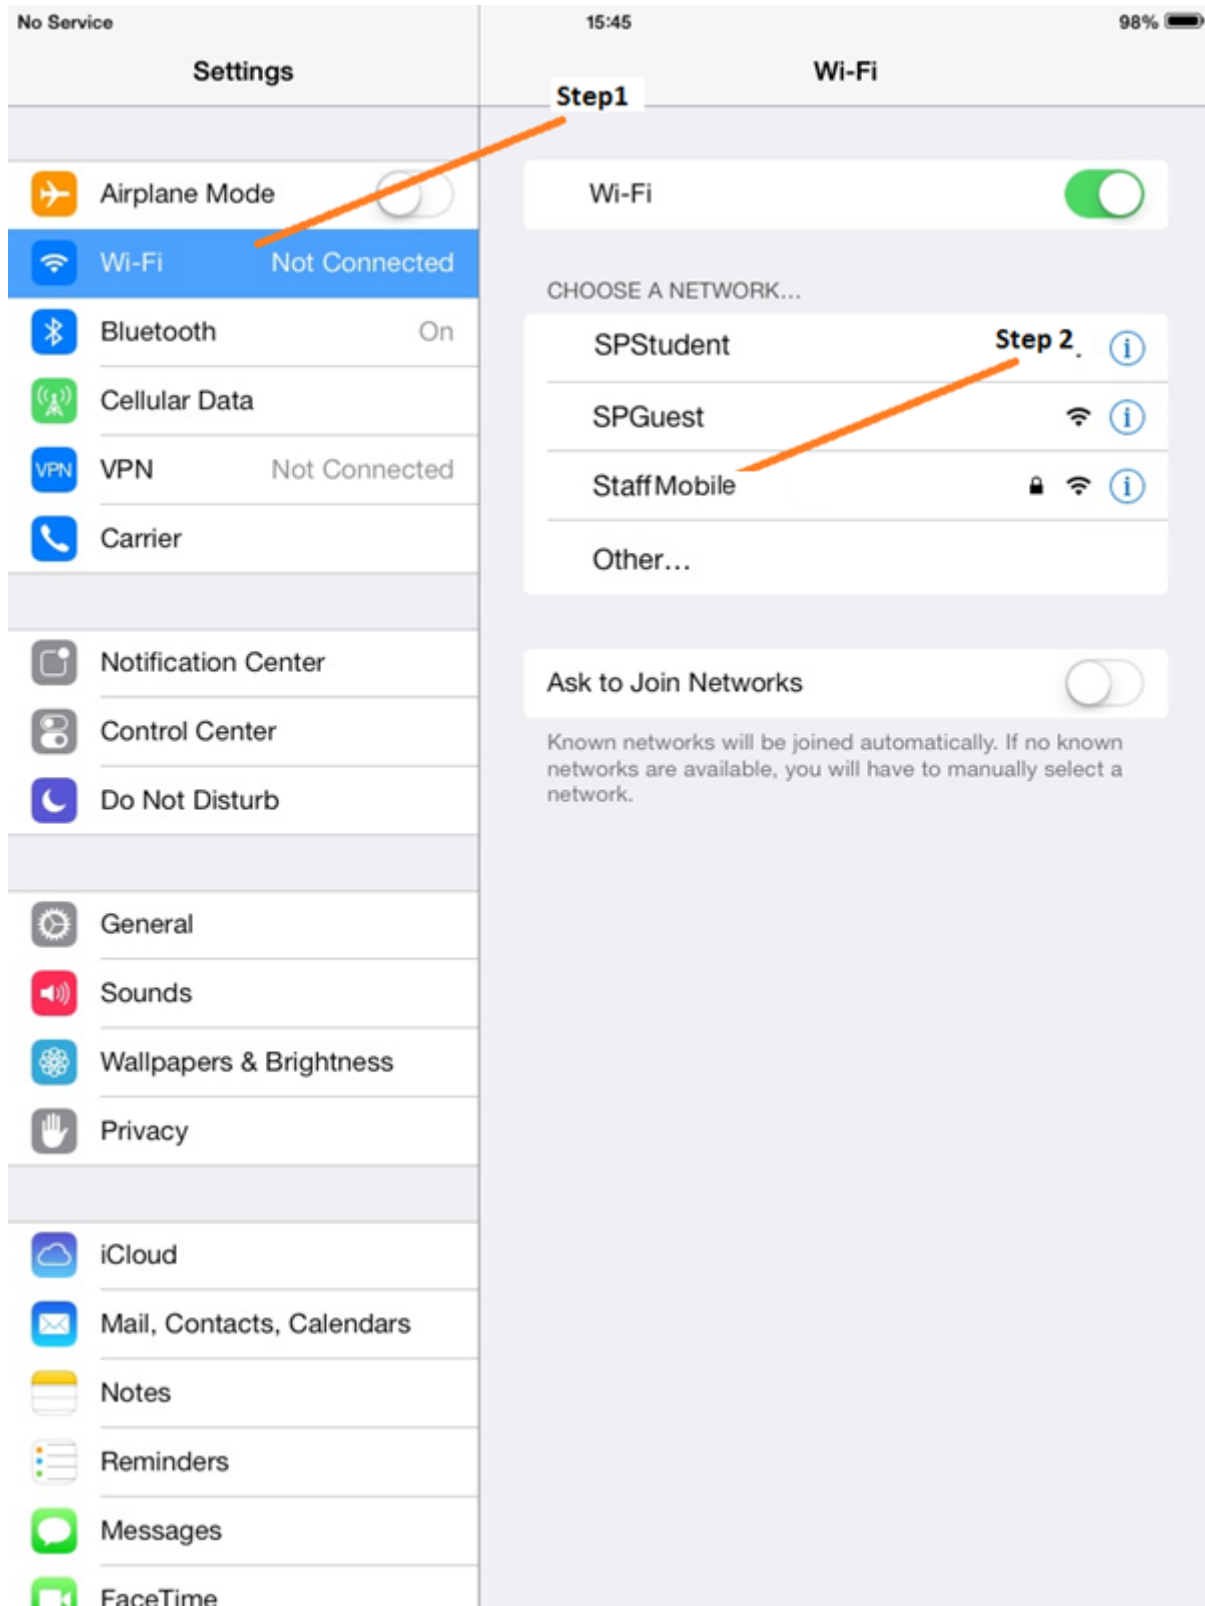 No Service 15:45 98%
Settings
Wi-Fi
Step1
Airplane Mode
Wi-Fi Not Connected
Bluetooth On
Cellular Data
VPN VPN Not Connected
Carrier
Notification Center
Control Center
Do Not Disturb
General
Sounds
Wallpapers & Brightness
Privacy
iCloud
Mail, Contacts, Calendars
Notes
Reminders
Messages
FaceTime
Wi-Fi
CHOOSE A NETWORK...
SPStudent Step 2
SPGuest
StaffMobile
Other...
Ask to Join Networks
Known networks will be joined automatically. If no known
networks are available, you will have to manually select a
network.